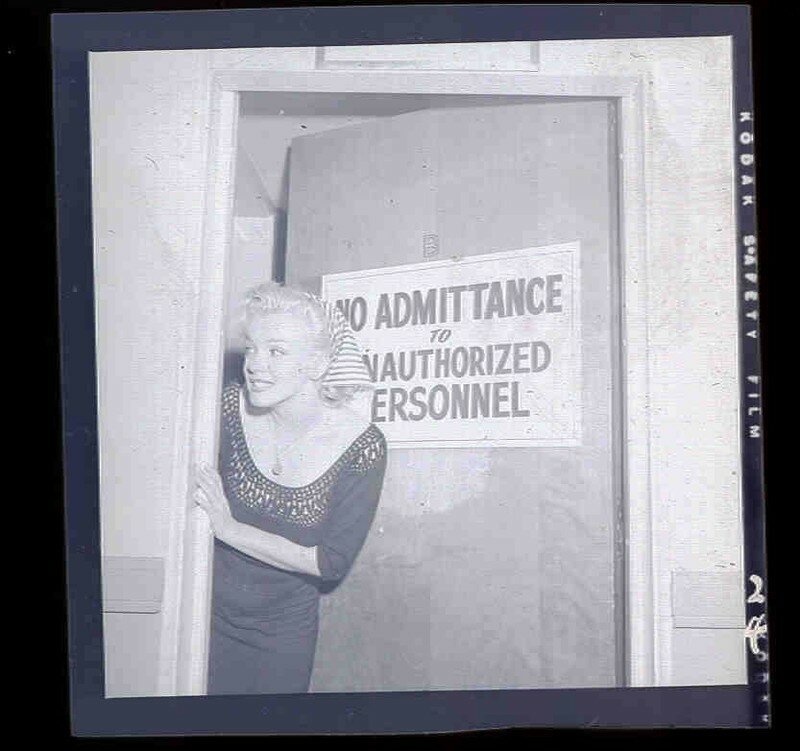 NO ADMITTANCE
TO
NAUTHORIZED
ERSONNEL
KODAK SAFETY FILM